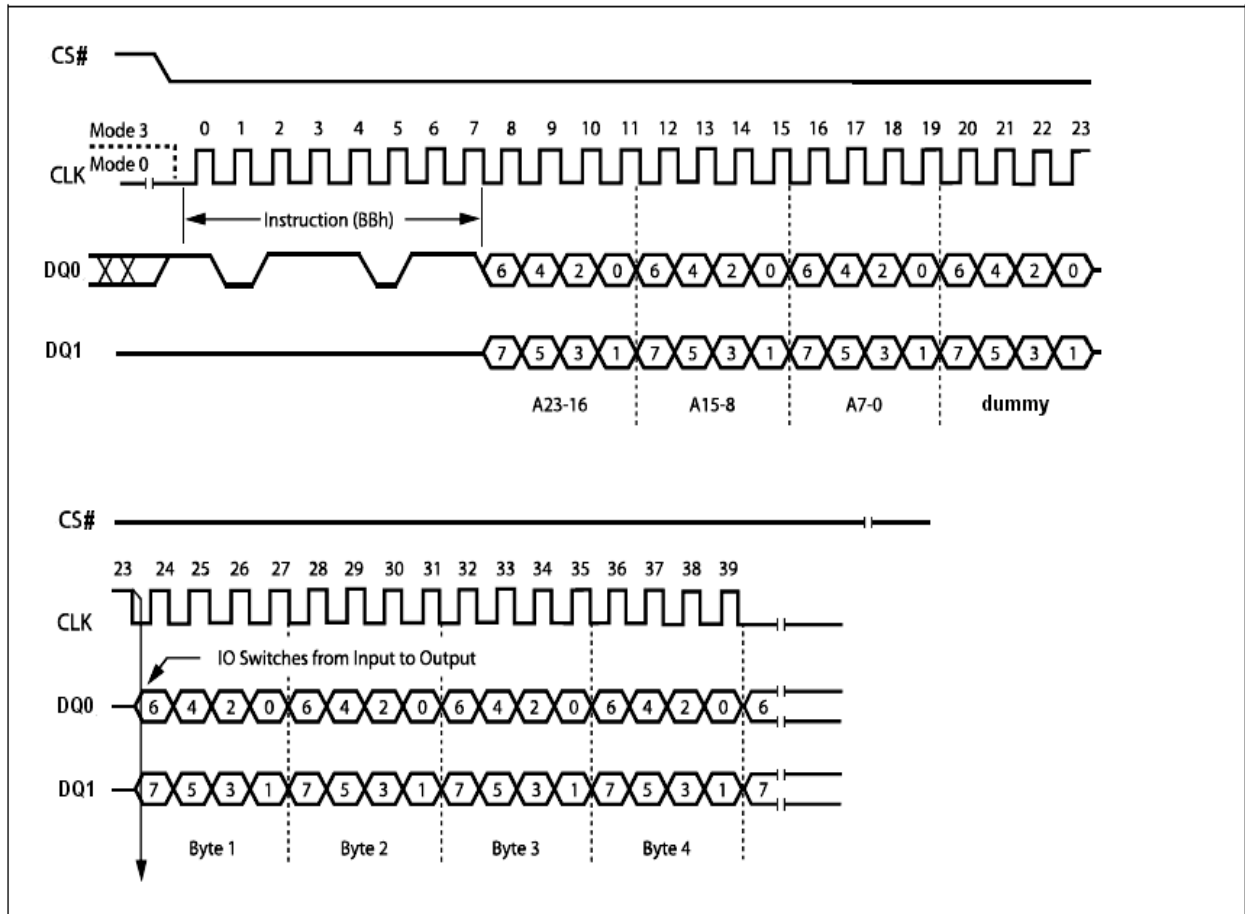 CS#
Mode 3
0 1 2 3 4 5 6 7 8 9 10 11 12 13 14 15 16 17 18 19 20 21 22 23
CLK Mode 0
Instruction (BBh)
DQ0 6 4 2 0 6 4 2 0 6 4 2 0 6 4 2 0
DQ1 7 5 3 1 7 5 3 1 7 5 3 1 7 5 3 1
A23-16 A15-8 A7-0 dummy
CS#
23 24 25 26 27 28 29 30 31 32 33 34 35 36 37 38 39
CLK
IO Switches from Input to Output
DQ0 6 4 2 0 6 4 2 0 6 4 2 0 6 4 2 0 6
DQ1 7 5 3 1 7 5 3 1 7 5 3 1 7 5 3 1 7
Byte 1 Byte 2 Byte 3 Byte 4